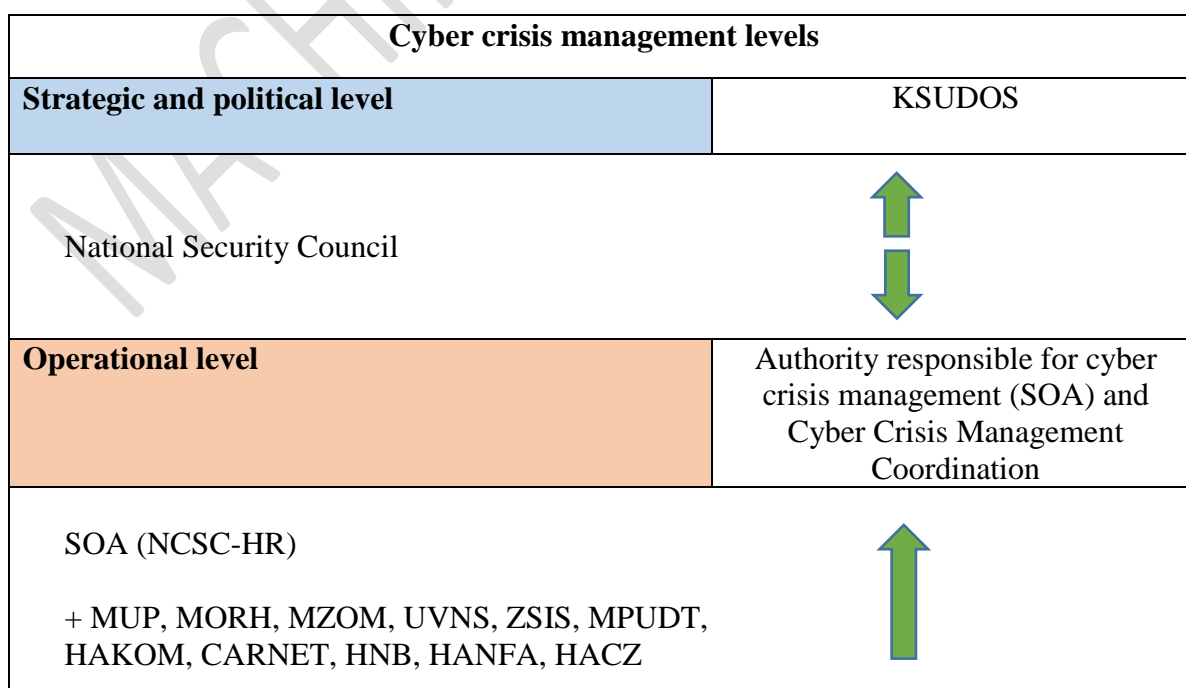 Cyber crisis management levels
Strategic and political level
KSUDOS
National Security Council
Operational level
Authority responsible for cyber
crisis management (SOA) and
Cyber Crisis Management
Coordination
SOA (NCSC-HR)
+ MUP, MORH, MZOM, UVNS, ZSIS, MPUDT,
HAKOM, CARNET, HNB, HANFA, HACZ